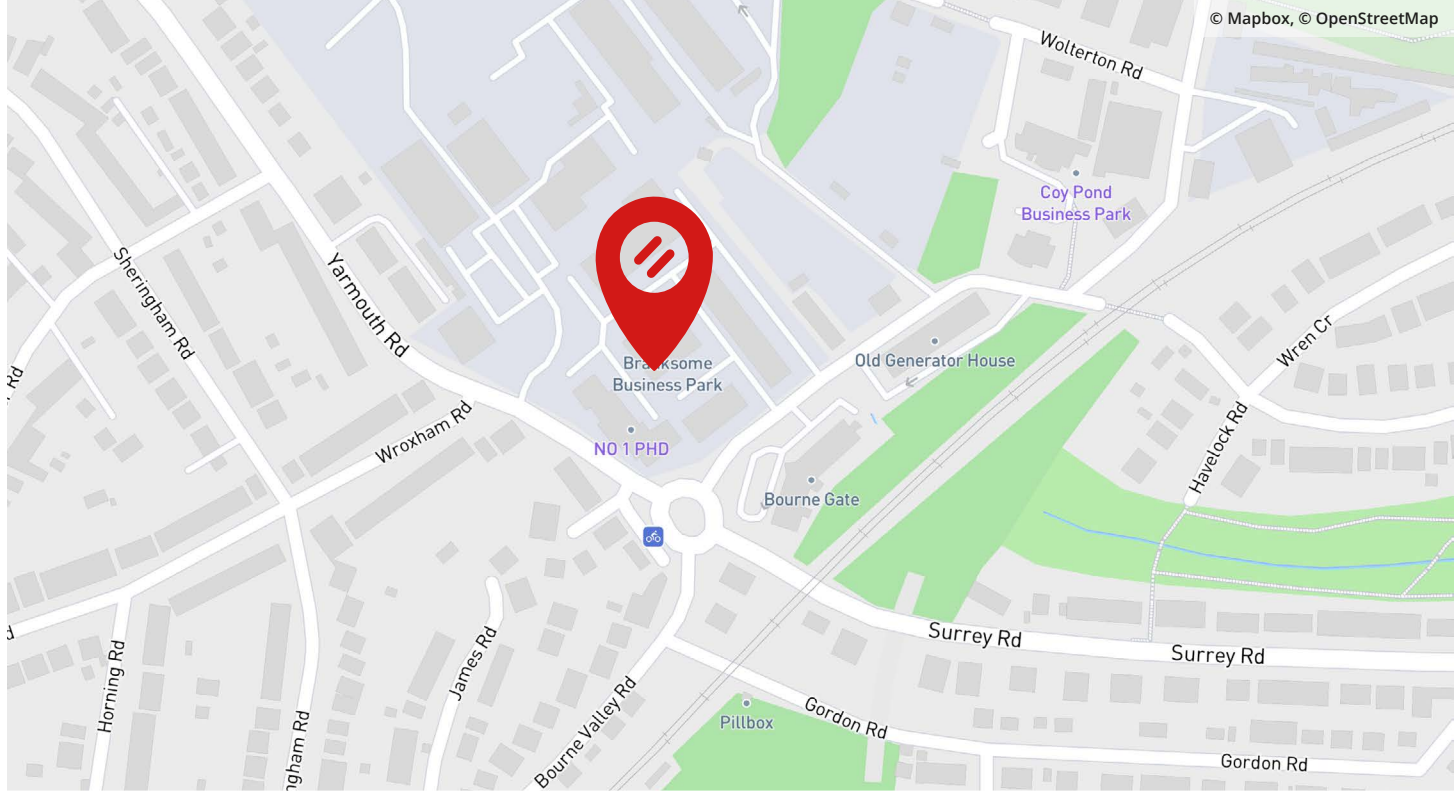 © Mapbox, © OpenStreetMap
Wolterton Rd
Coy Pond
Business Park
Sheringham Rd
Yarmouth Rd
Wren Cr
Branksome
Business Park
Old Generator House
Rd
Wroxham Rd
Havelock Rd
NO 1 PHD
Bourne Gate
Surrey Rd
Surrey Rd
Horning Rd
James Rd
Bourne Valley Rd
Gordon Rd
Pillbox
ngham Rd
Gordon Rd